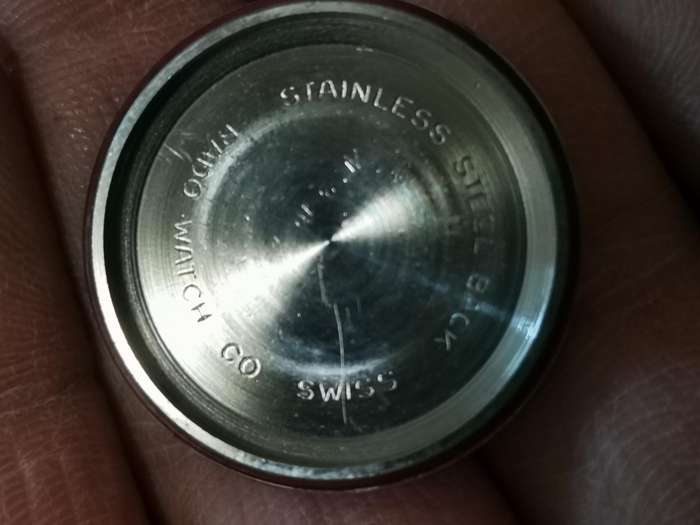 STAINLESS STEEL BACK
RADO WATCH CO
SWISS